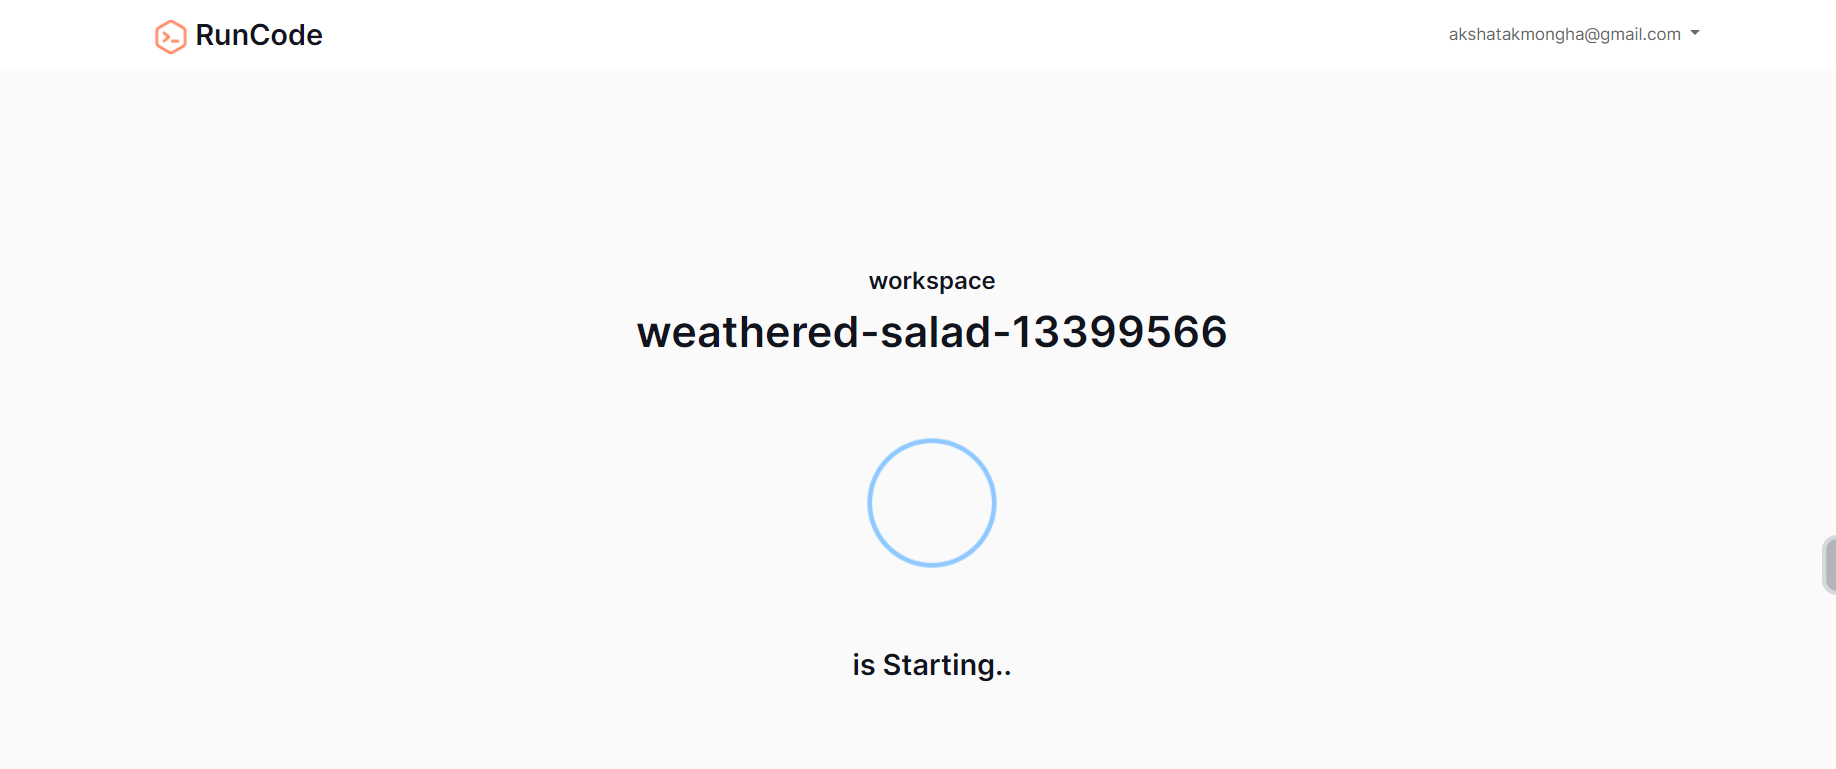 RunCode
akshatakmongha@gmail.com
workspace
weathered-salad-13399566
is Starting..